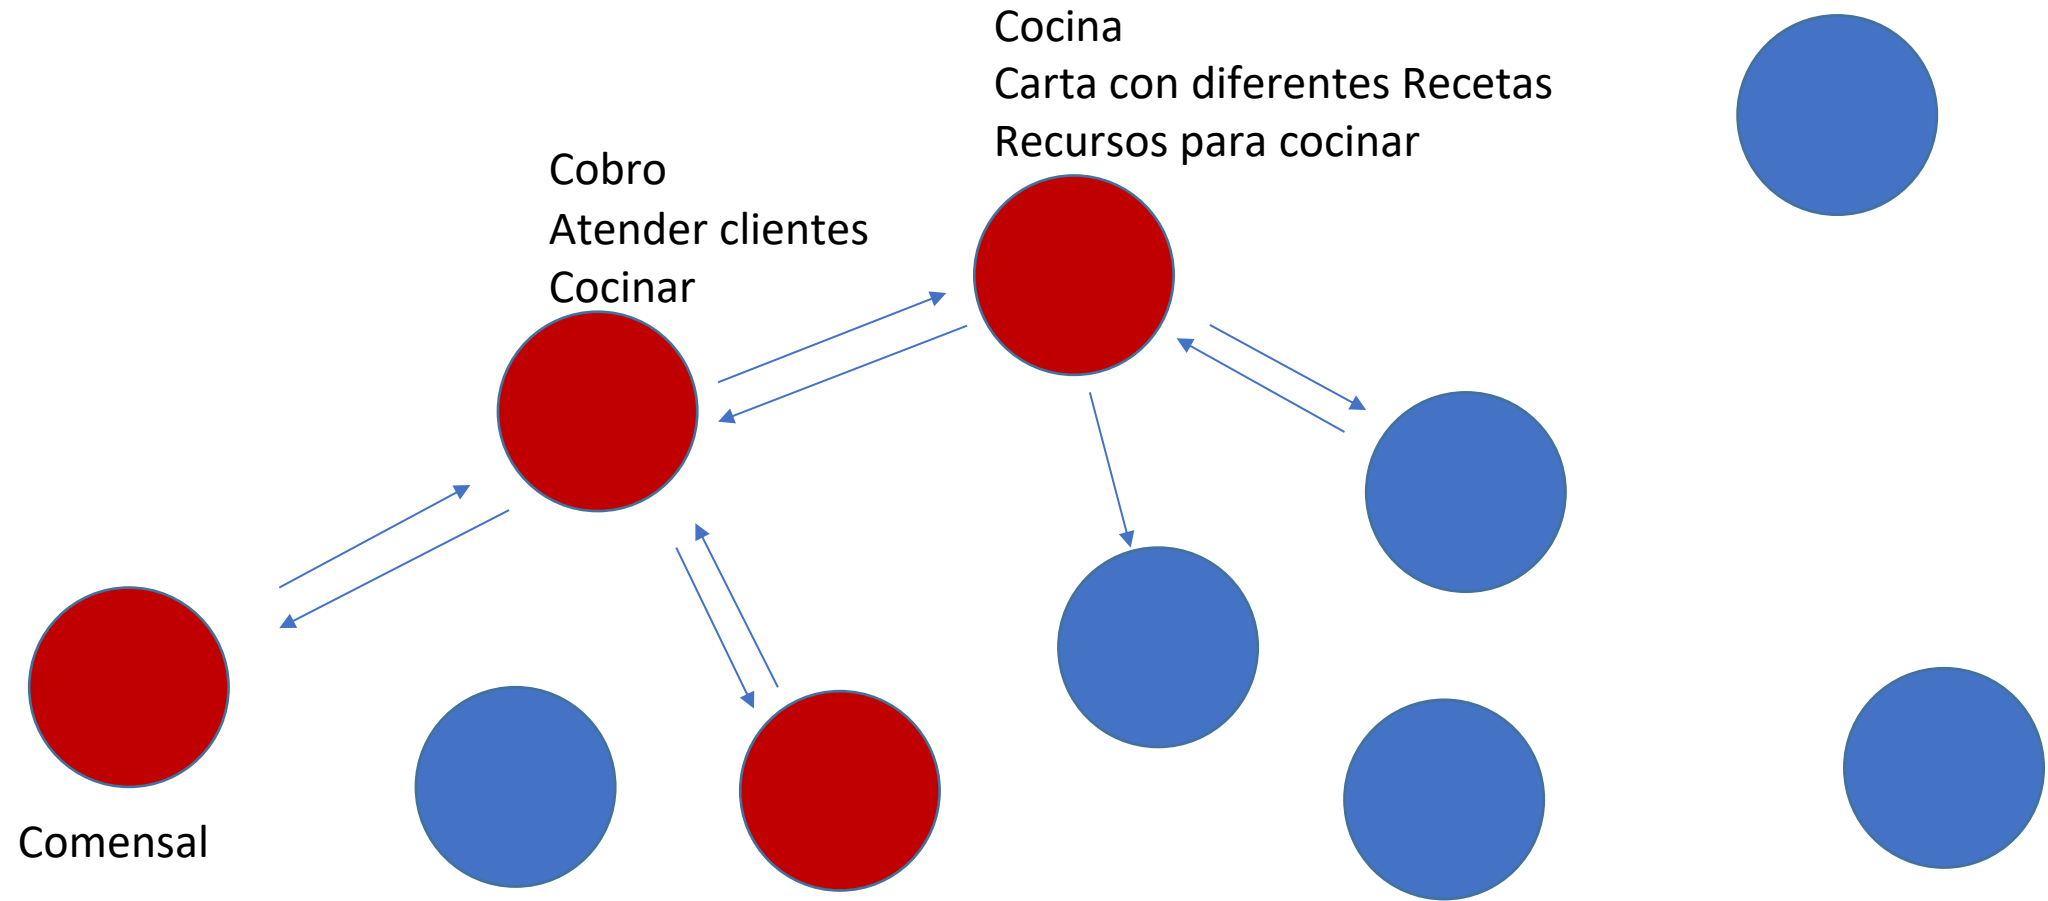 Cocina
Carta con diferentes Recetas
Recursos para cocinar
Cobro
Atender clientes
Cocinar
Comensal